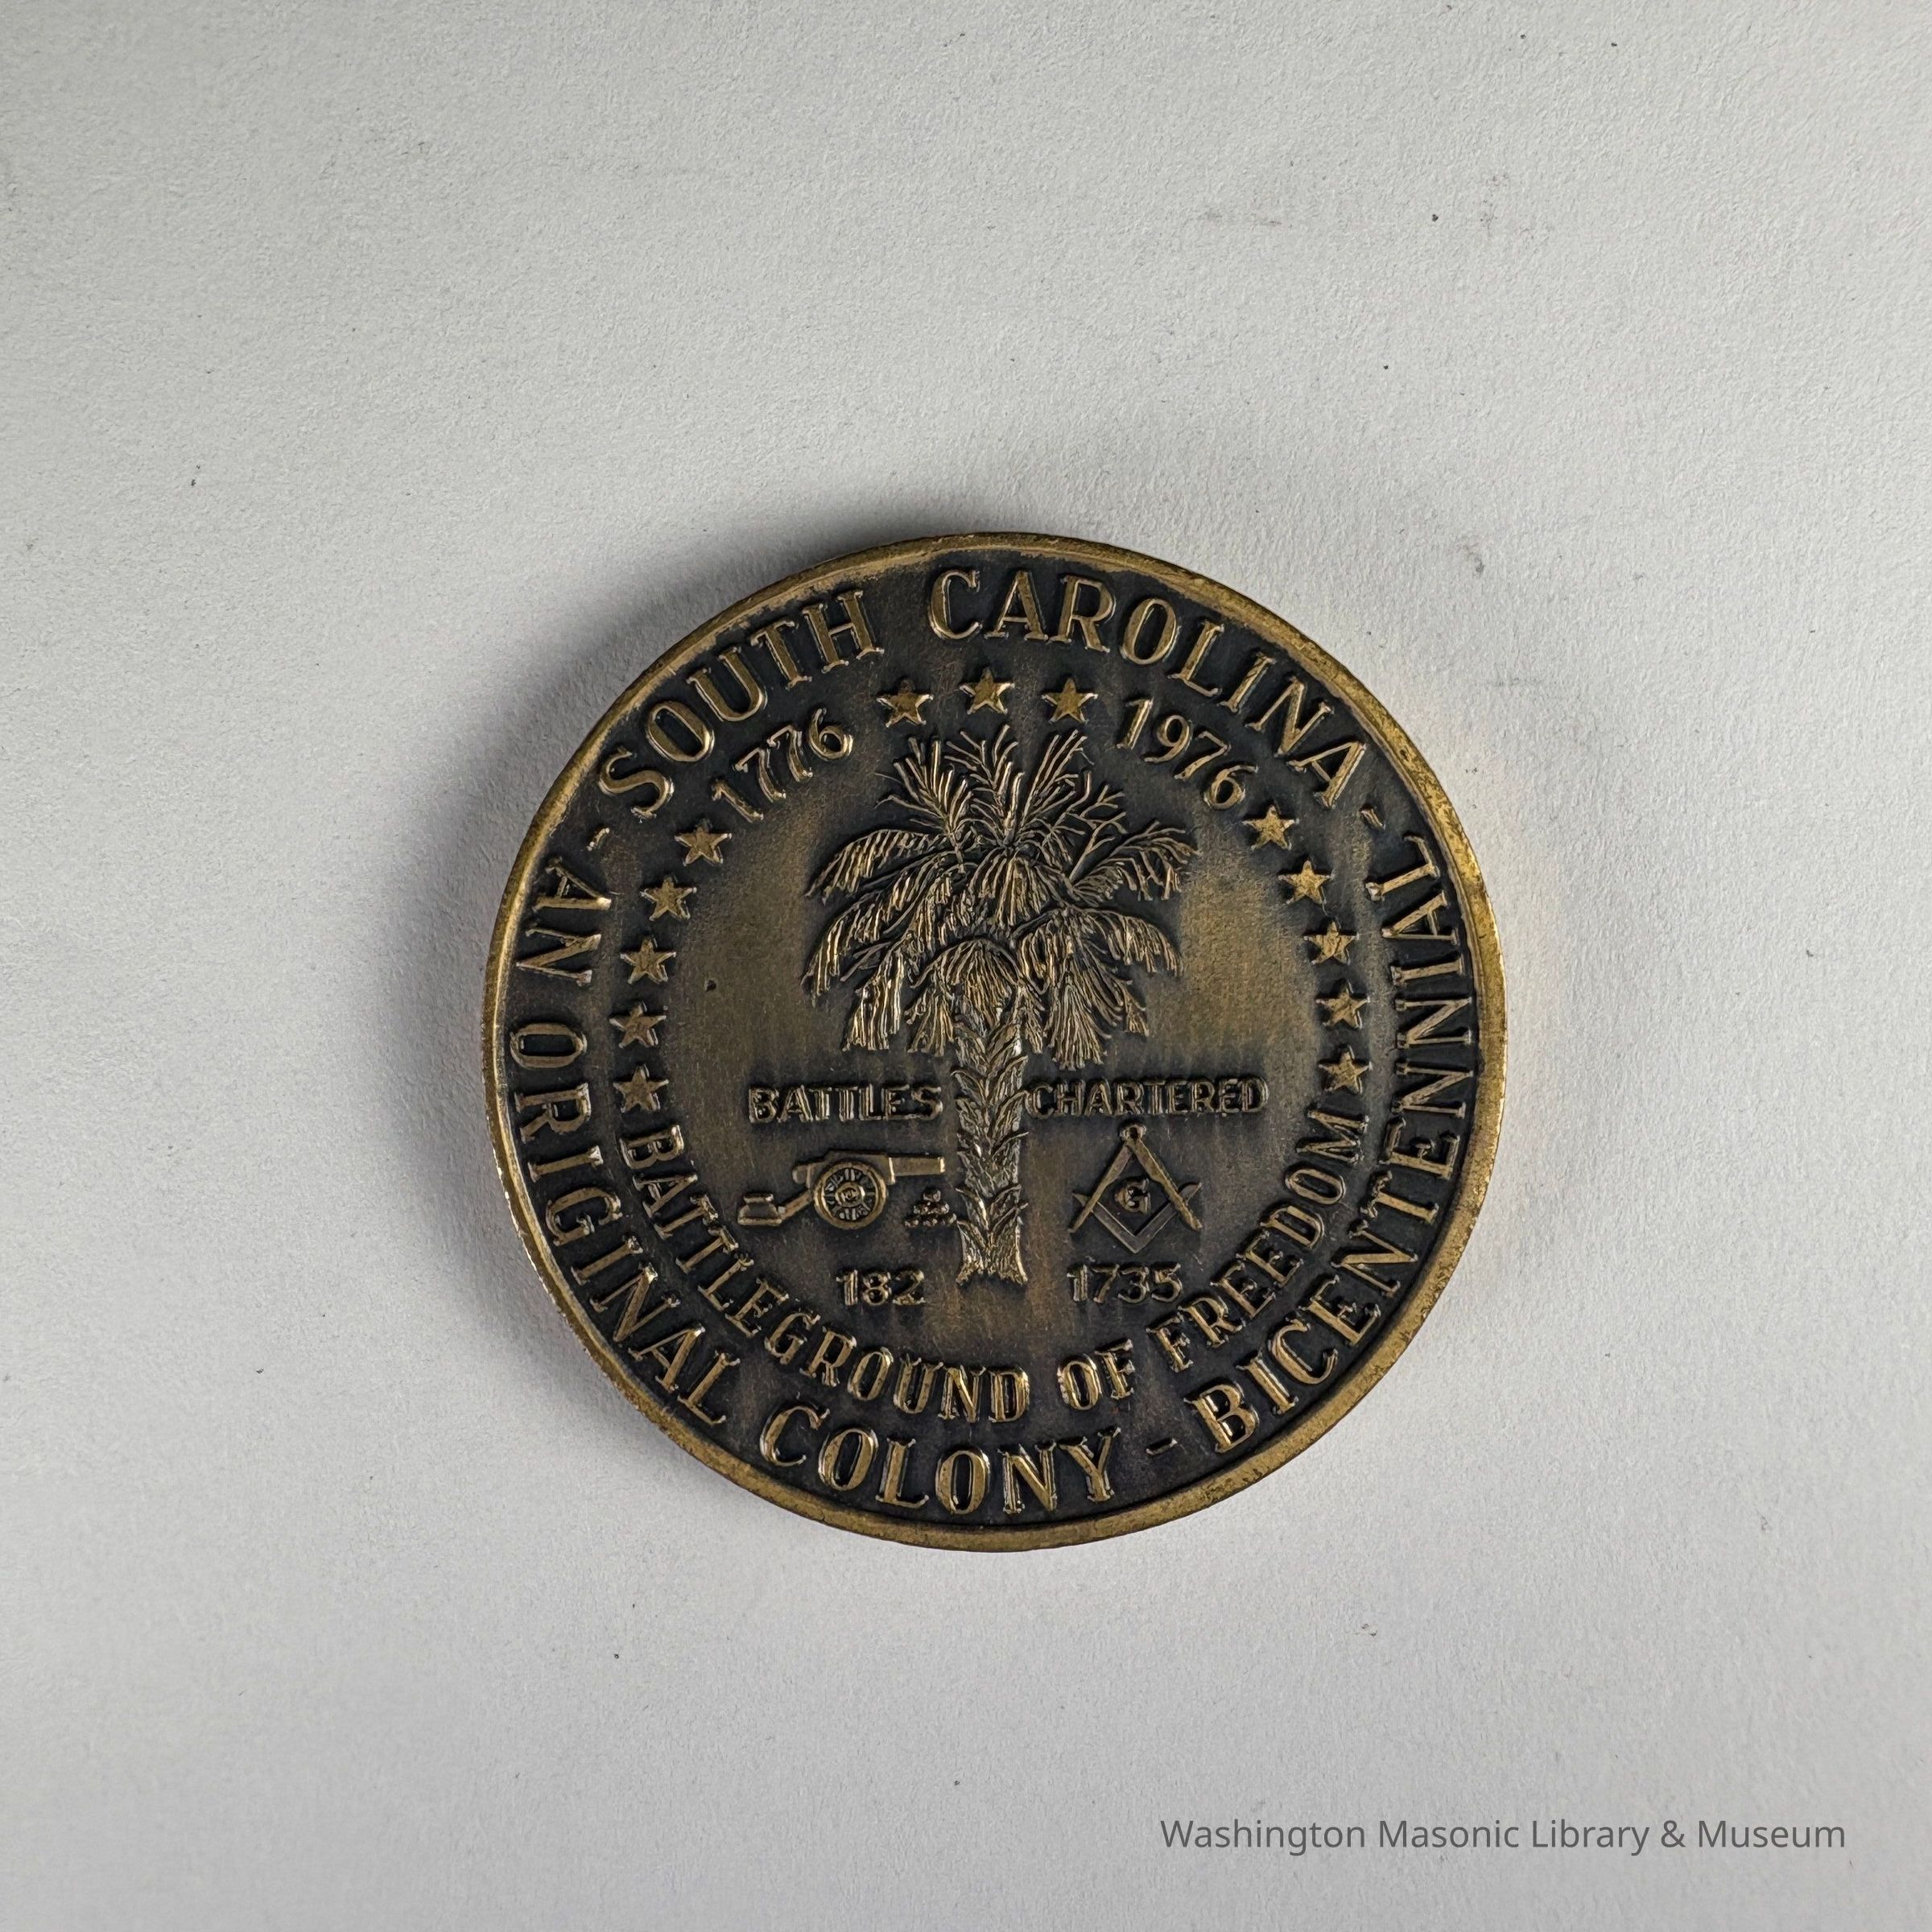 SOUTH CAROLINA - BICENTENNIAL - AN ORIGINAL COLONY -
1776 1976
BATTLES CHARTERED
G
182 1735
BATTLEGROUND OF FREEDOM
Washington Masonic Library & Museum